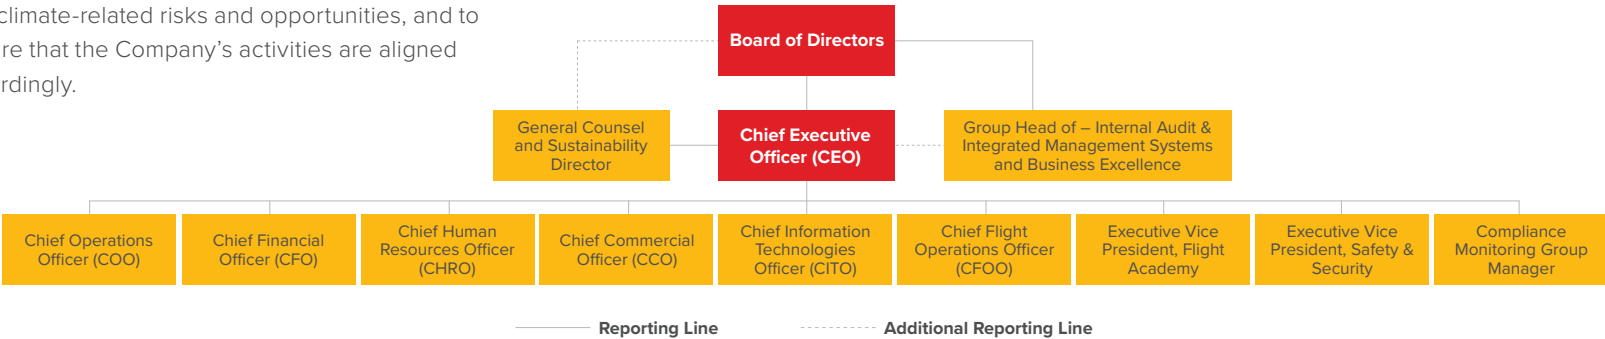 climate-related risks and opportunities, and to
re that the Company’s activities are aligned
rdingly.
Board of Directors
General Counsel
and Sustainability
Director
Chief Executive
Officer (CEO)
Group Head of – Internal Audit &
Integrated Management Systems
and Business Excellence
Chief Operations
Officer (COO)
Chief Financial
Officer (CFO)
Chief Human
Resources Officer
(CHRO)
Chief Commercial
Officer (CCO)
Chief Information
Technologies
Officer (CITO)
Chief Flight
Operations Officer
(CFOO)
Executive Vice
President, Flight
Academy
Executive Vice
President, Safety &
Security
Compliance
Monitoring Group
Manager
Reporting Line
Additional Reporting Line